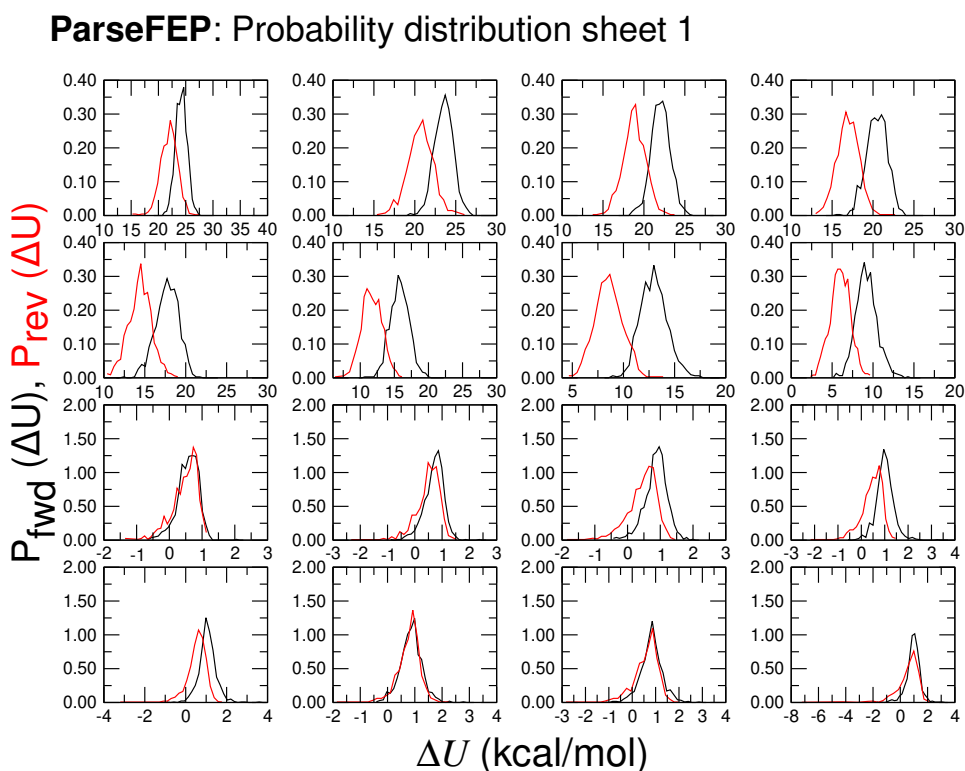 ParseFEP: Probability distribution sheet 1
P_fwd (ΔU), P_rev (ΔU)
0.40 0.30 0.20 0.10 0.00
10 15 20 25 30 35 40
0.40 0.30 0.20 0.10 0.00
10 15 20 25 30
0.40 0.30 0.20 0.10 0.00
10 15 20 25 30
0.40 0.30 0.20 0.10 0.00
10 15 20 25 30
0.40 0.30 0.20 0.10 0.00
10 15 20 25 30
0.40 0.30 0.20 0.10 0.00
10 15 20 25
0.40 0.30 0.20 0.10 0.00
5 10 15 20
0.40 0.30 0.20 0.10 0.00
0 5 10 15 20
2.00 1.50 1.00 0.50 0.00
-2 -1 0 1 2 3
2.00 1.50 1.00 0.50 0.00
-3 -2 -1 0 1 2 3
2.00 1.50 1.00 0.50 0.00
-2 -1 0 1 2 3
2.00 1.50 1.00 0.50 0.00
-3 -2 -1 0 1 2 3 4
2.00 1.50 1.00 0.50 0.00
-4 -2 0 2 4
2.00 1.50 1.00 0.50 0.00
-2 -1 0 1 2 3 4
2.00 1.50 1.00 0.50 0.00
-3 -2 -1 0 1 2 3 4
2.00 1.50 1.00 0.50 0.00
-8 -6 -4 -2 0 2 4
ΔU (kcal/mol)